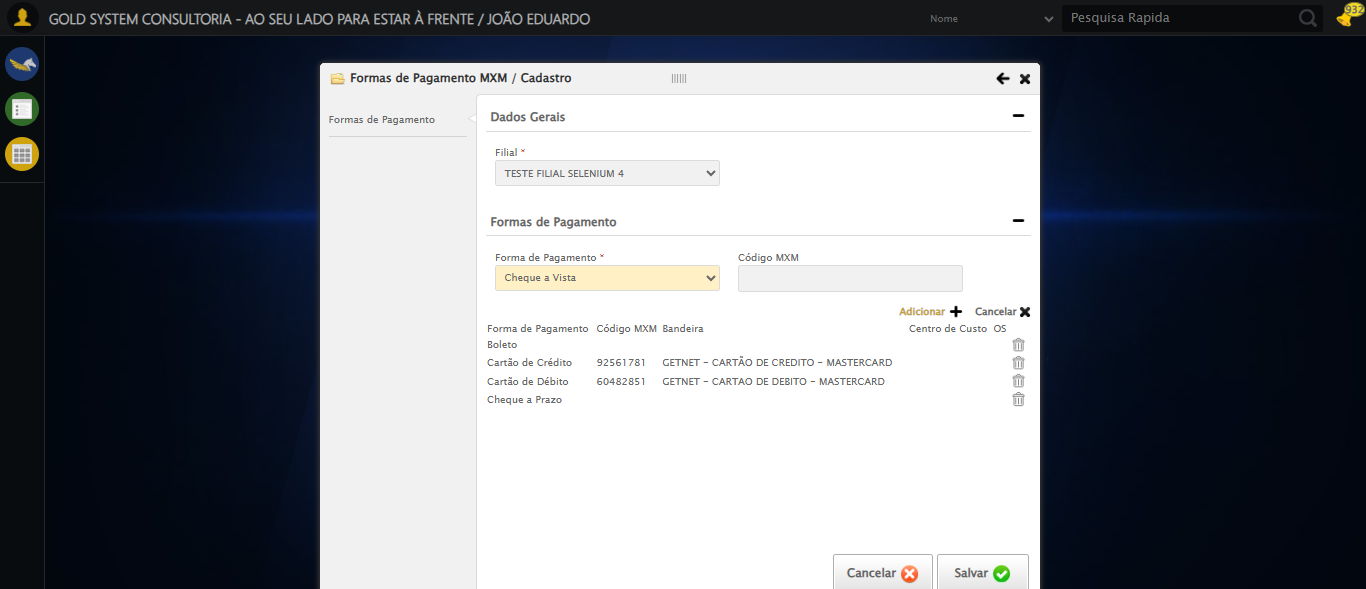 GOLD SYSTEM CONSULTORIA - AO SEU LADO PARA ESTAR À FRENTE / JOÃO EDUARDO
Nome
Pesquisa Rapida
932
Formas de Pagamento MXM / Cadastro
Formas de Pagamento
Dados Gerais
Filial *
TESTE FILIAL SELENIUM 4
Formas de Pagamento
Forma de Pagamento * Código MXM
Cheque a Vista
Adicionar Cancelar
Forma de Pagamento Código MXM Bandeira Centro de Custo OS
Boleto
Cartão de Crédito 92561781 GETNET - CARTÃO DE CREDITO - MASTERCARD
Cartão de Débito 60482851 GETNET - CARTAO DE DEBITO - MASTERCARD
Cheque a Prazo
Cancelar Salvar